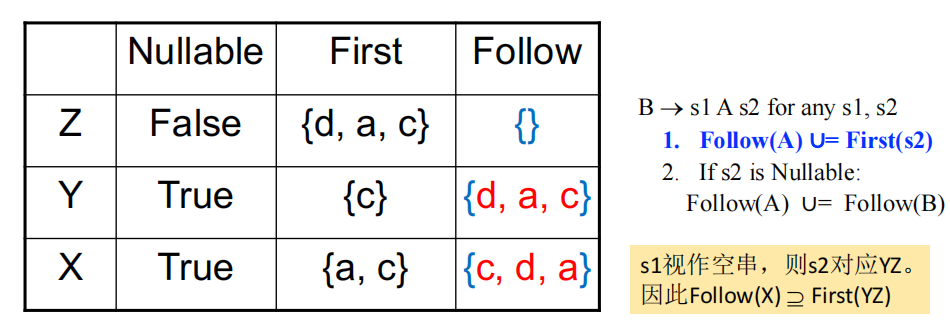 Nullable First Follow
Z False {d, a, c} {}
Y True {c} {d, a, c}
X True {a, c} {c, d, a}
B → s1 A s2 for any s1, s2
1. Follow(A) ∪= First(s2)
2. If s2 is Nullable:
Follow(A) ∪= Follow(B)
s1视作空串，则s2对应YZ。
因此Follow(X) ⊇ First(YZ)